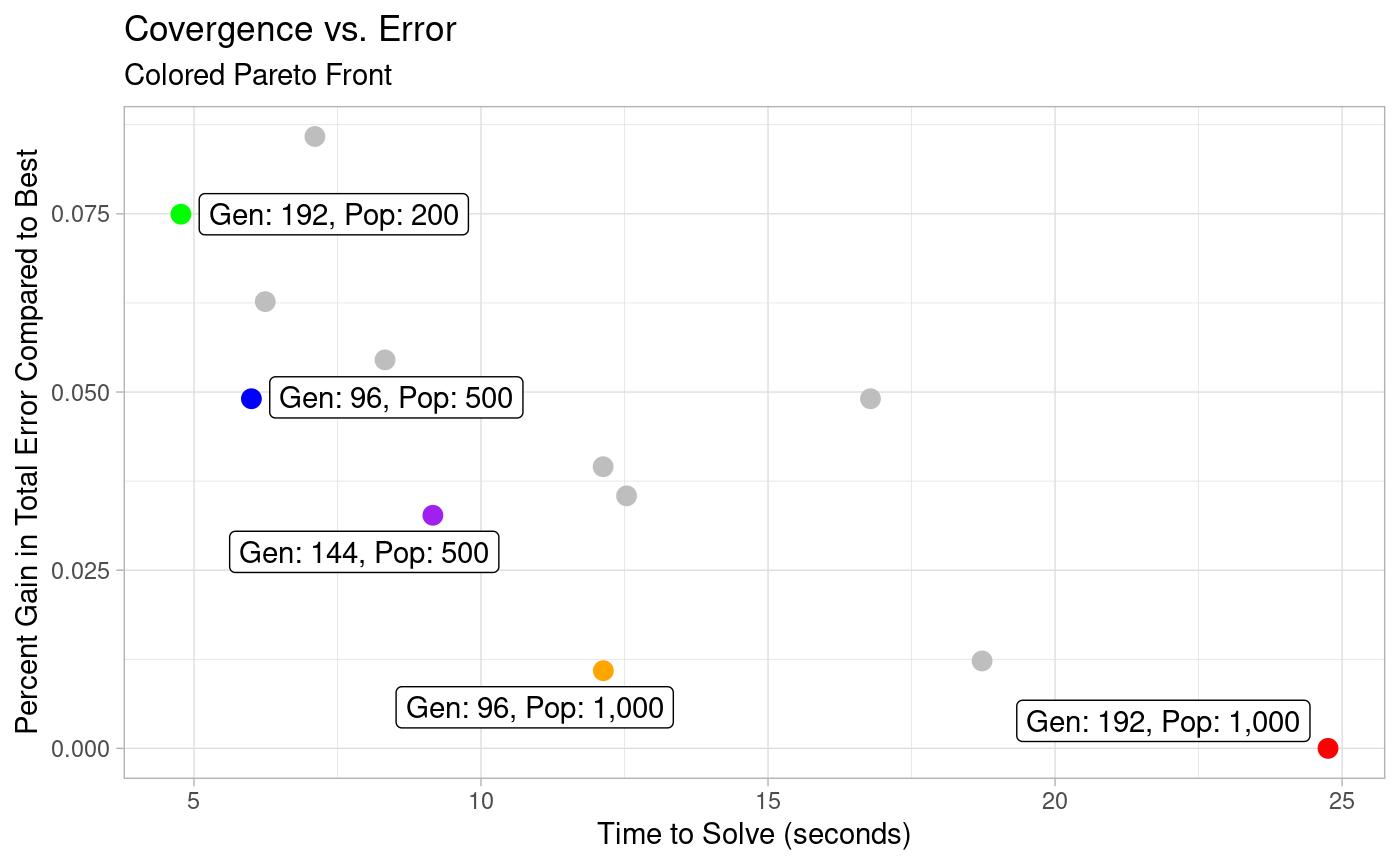 Covergence vs. Error
Colored Pareto Front
Percent Gain in Total Error Compared to Best
0.075
0.050
0.025
0.000
Gen: 192, Pop: 200
Gen: 96, Pop: 500
Gen: 144, Pop: 500
Gen: 96, Pop: 1,000
Gen: 192, Pop: 1,000
5 10 15 20 25
Time to Solve (seconds)